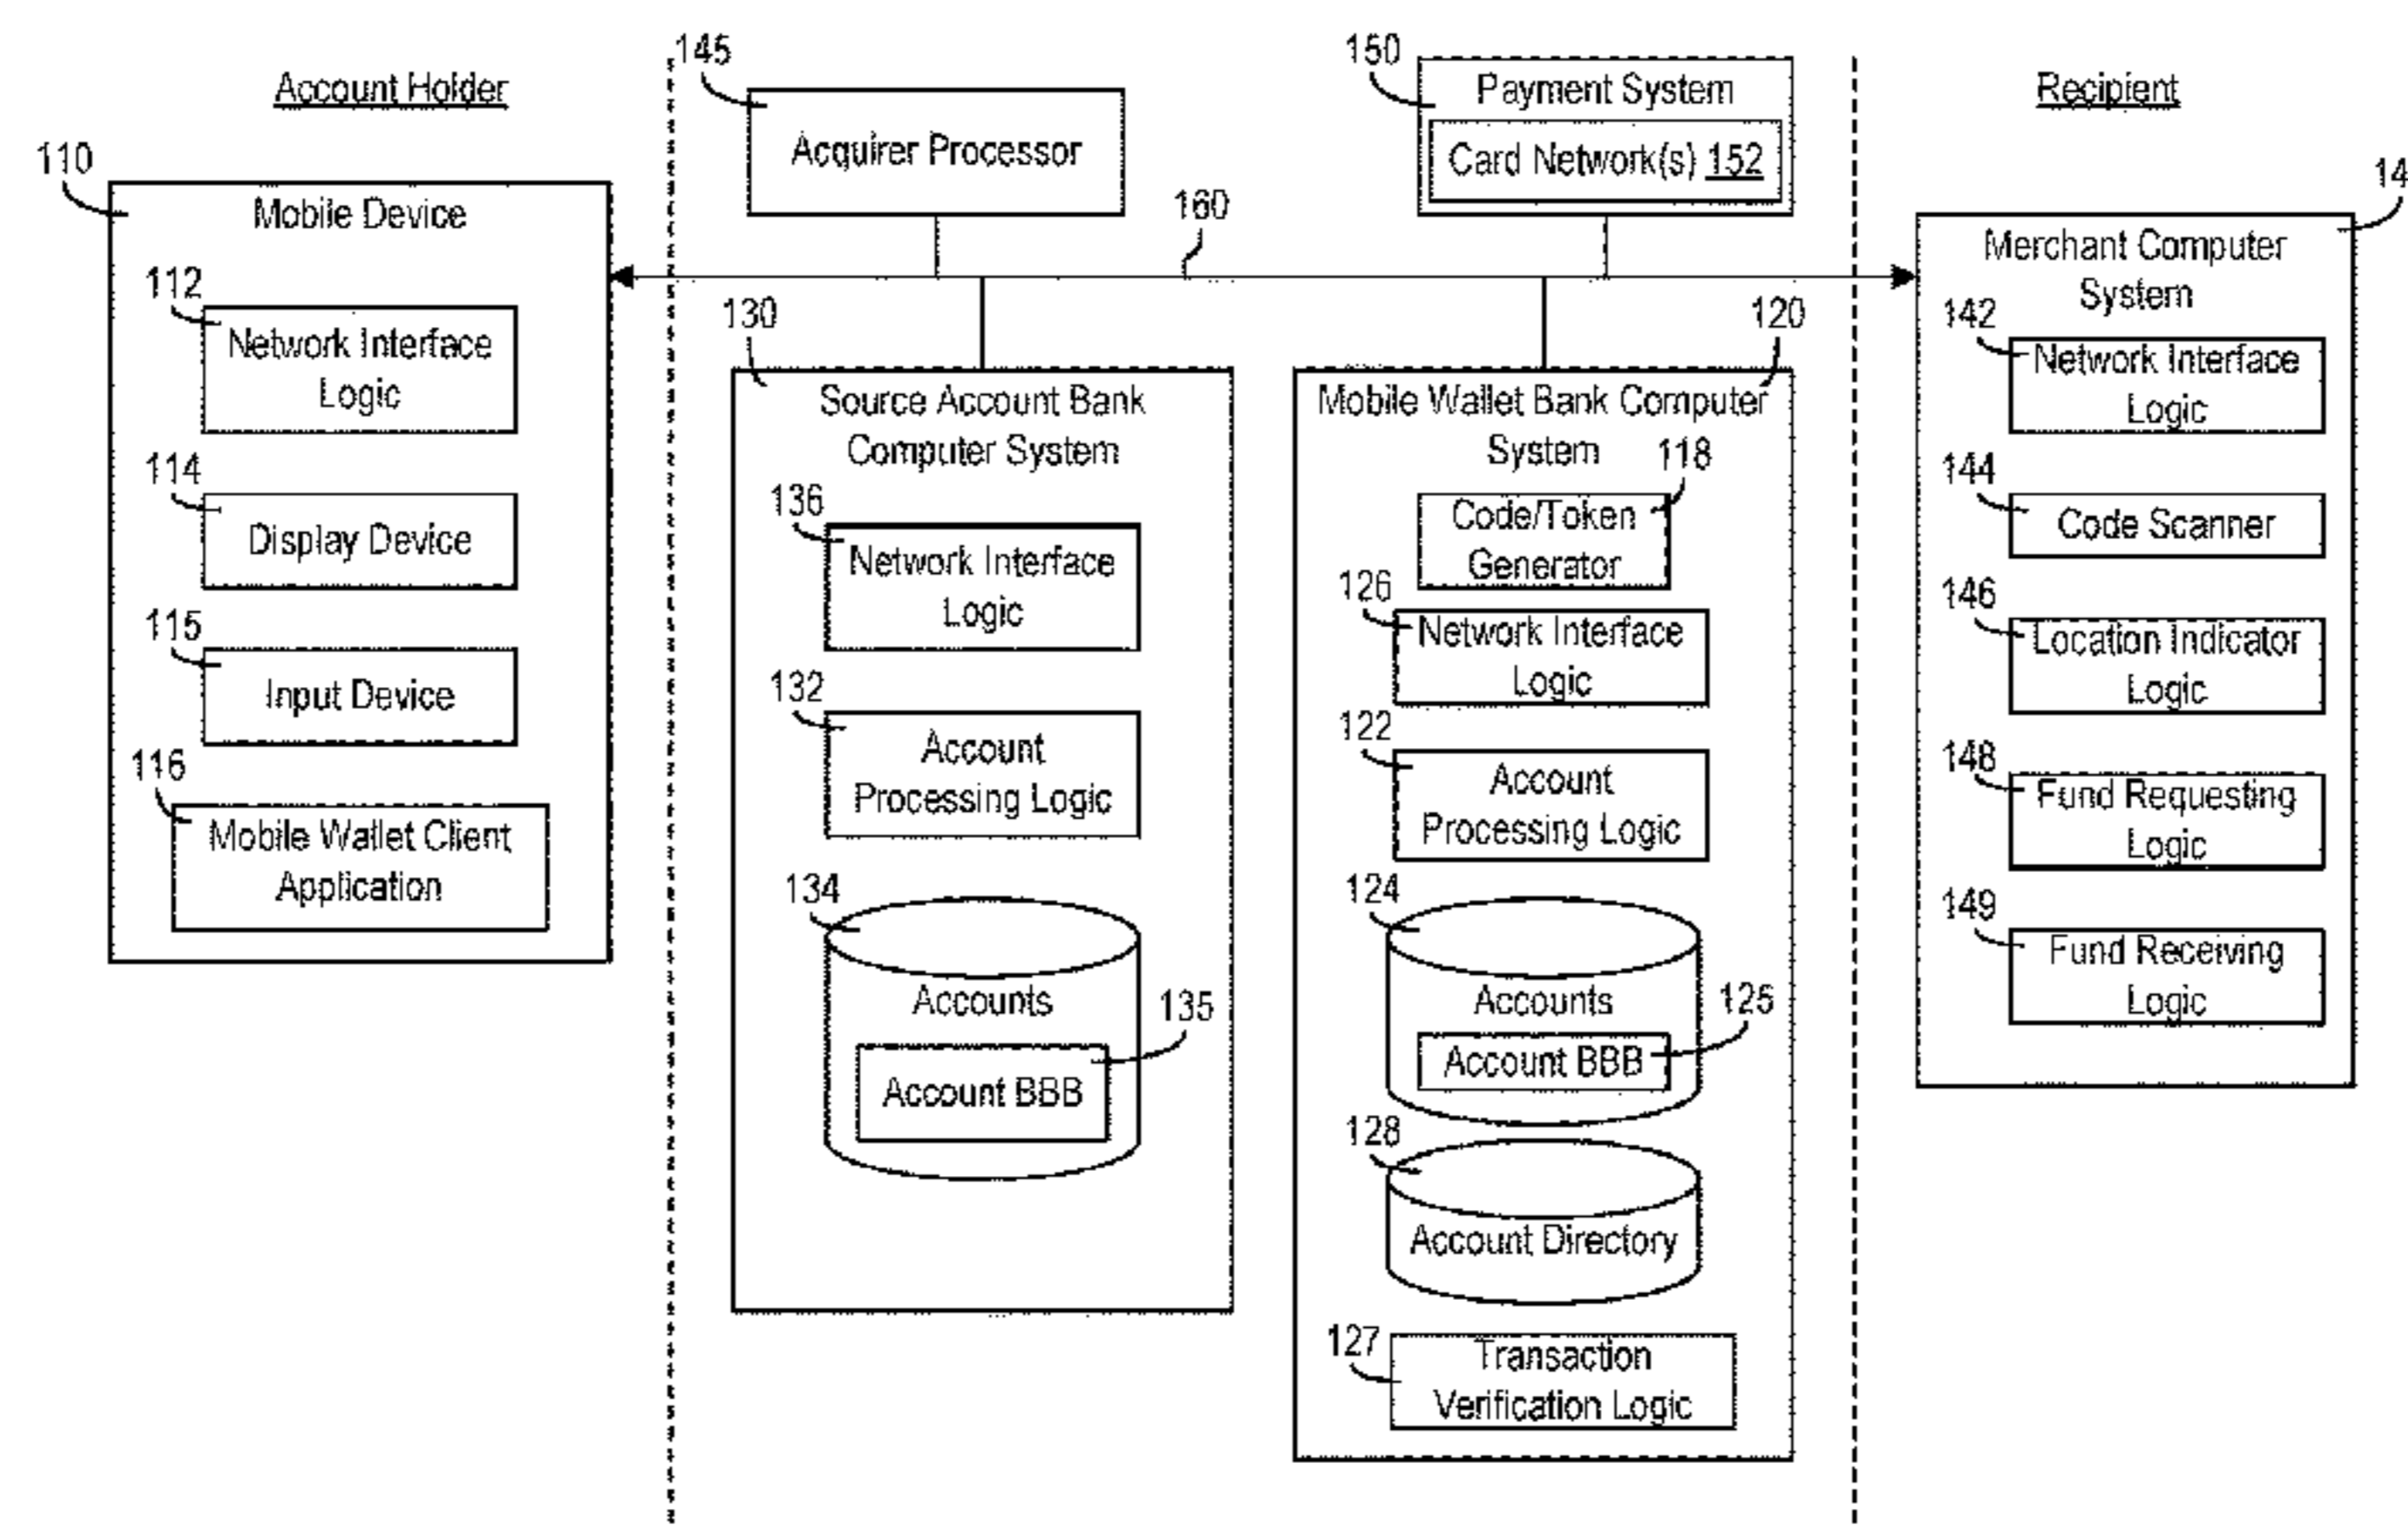 Account Holder
110
Mobile Device
112
Network Interface
Logic
114
Display Device
115
Input Device
116
Mobile Wallet Client
Application
145
Acquirer Processor
150
Payment System
Card Network(s) 152
160
130
Source Account Bank
Computer System
136
Network Interface
Logic
132
Account
Processing Logic
134
Accounts
135
Account BBB
120
Mobile Wallet Bank Computer
System
118
Code/Token
Generator
126
Network Interface
Logic
122
Account
Processing Logic
124
Accounts
125
Account BBB
128
Account Directory
127
Transaction
Verification Logic
Recipient
14
Merchant Computer
System
142
Network Interface
Logic
144
Code Scanner
146
Location Indicator
Logic
148
Fund Requesting
Logic
149
Fund Receiving
Logic